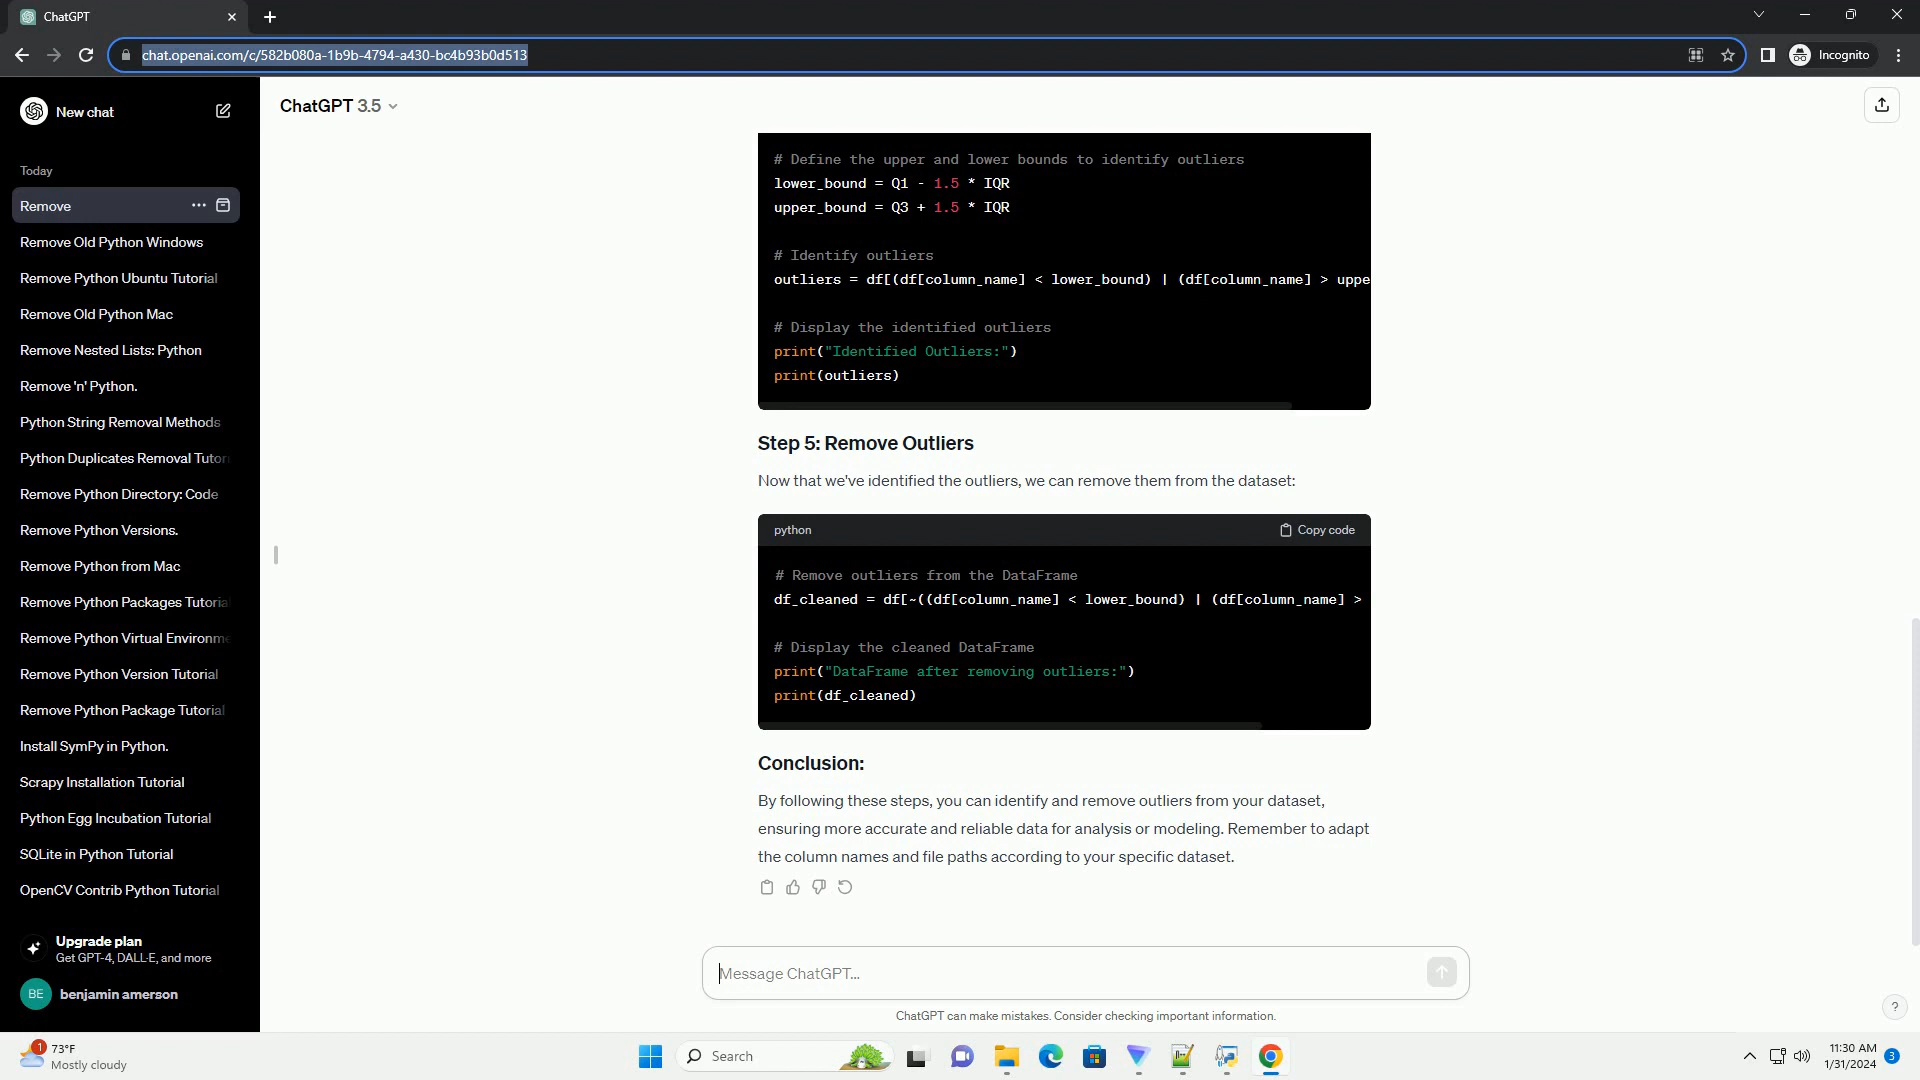 ChatGPT
chat.openai.com/c/582b080a-1b9b-4794-a430-bc4b93b0d513
Incognito
New chat
Today
Remove
Remove Old Python Windows
Remove Python Ubuntu Tutorial
Remove Old Python Mac
Remove Nested Lists: Python
Remove 'n' Python.
Python String Removal Methods
Python Duplicates Removal Tutor
Remove Python Directory: Code
Remove Python Versions.
Remove Python from Mac
Remove Python Packages Tutorial
Remove Python Virtual Environme
Remove Python Version Tutorial
Remove Python Package Tutorial
Install SymPy in Python.
Scrapy Installation Tutorial
Python Egg Incubation Tutorial
SQLite in Python Tutorial
OpenCV Contrib Python Tutorial
Upgrade plan
Get GPT-4, DALL·E, and more
BE benjamin amerson
ChatGPT 3.5
# Define the upper and lower bounds to identify outliers
lower_bound = Q1 - 1.5 * IQR
upper_bound = Q3 + 1.5 * IQR
# Identify outliers
outliers = df[(df[column_name] < lower_bound) | (df[column_name] > uppe
# Display the identified outliers
print("Identified Outliers:")
print(outliers)
Step 5: Remove Outliers
Now that we've identified the outliers, we can remove them from the dataset:
python Copy code
# Remove outliers from the DataFrame
df_cleaned = df[~((df[column_name] < lower_bound) | (df[column_name] >
# Display the cleaned DataFrame
print("DataFrame after removing outliers:")
print(df_cleaned)
Conclusion:
By following these steps, you can identify and remove outliers from your dataset,
ensuring more accurate and reliable data for analysis or modeling. Remember to adapt
the column names and file paths according to your specific dataset.
Message ChatGPT...
ChatGPT can make mistakes. Consider checking important information.
?
1
73°F
Mostly cloudy
Search
11:30 AM
1/31/2024
3